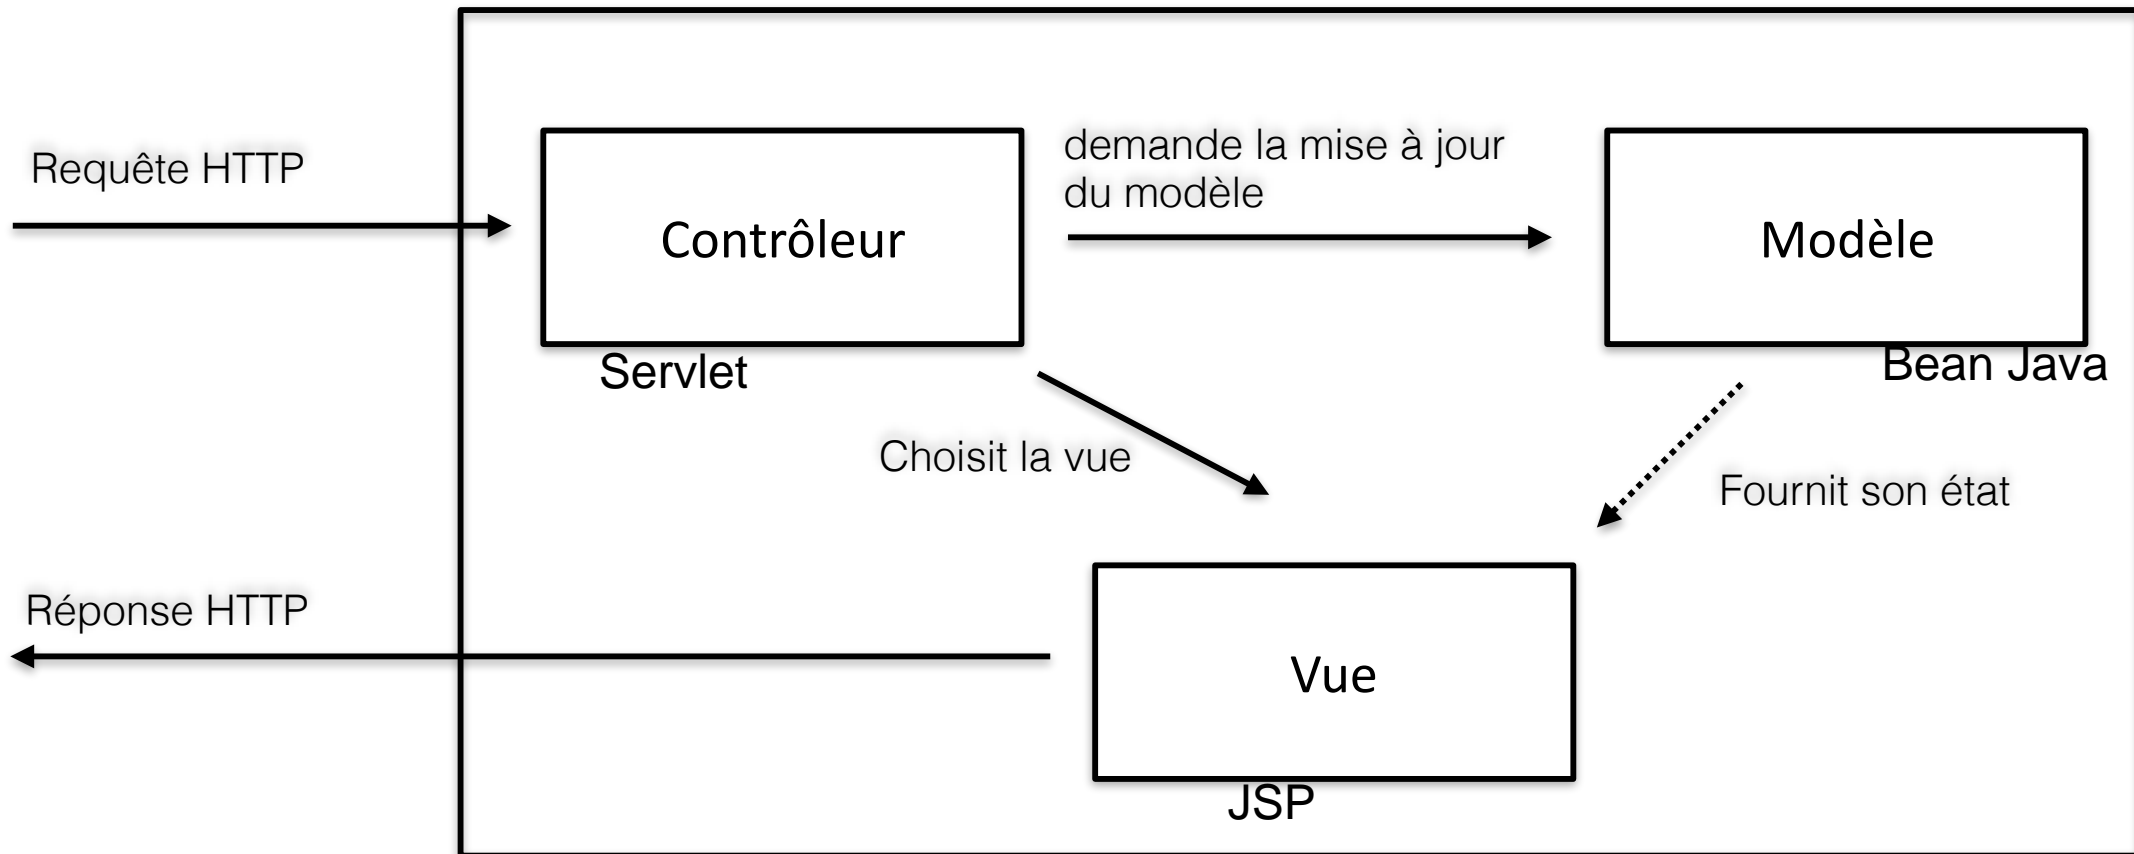 Requête HTTP
Contrôleur
Servlet
demande la mise à jour
du modèle
Modèle
Bean Java
Choisit la vue
Fournit son état
Réponse HTTP
Vue
JSP